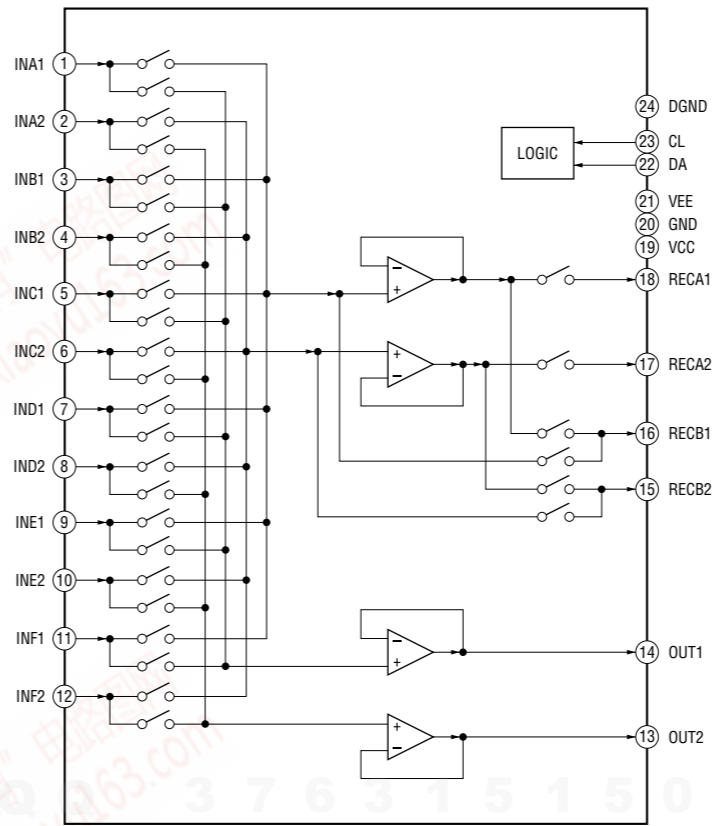 INA1 1
INA2 2
INB1 3
INB2 4
INC1 5
INC2 6
IND1 7
IND2 8
INE1 9
INE2 10
INF1 11
INF2 12
LOGIC
24 DGND
23 CL
22 DA
21 VEE
20 GND
19 VCC
18 RECA1
17 RECA2
16 RECB1
15 RECB2
14 OUT1
13 OUT2
− +
+ −
− +
+ −
376315150